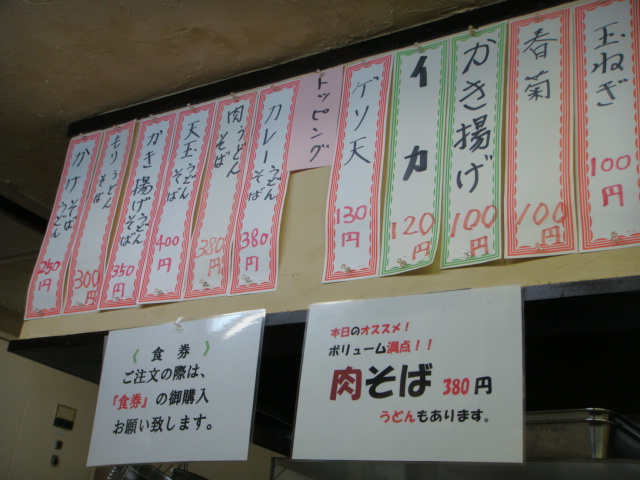 かけそばうどん
250円
もりうどんそば
300円
かき揚げうどんそば
350円
天玉うどんそば
400円
肉うどんそば
380円
カレーうどんそば
380円
トッピング
ゲソ天
130円
イカ
120円
かき揚げ
100円
春菊
100円
玉ねぎ
100円
《食券》
ご注文の際は、
「食券」の御購入
お願い致します。
本日のオススメ！
ボリューム満点！！
肉そば 380円
うどんもあります。